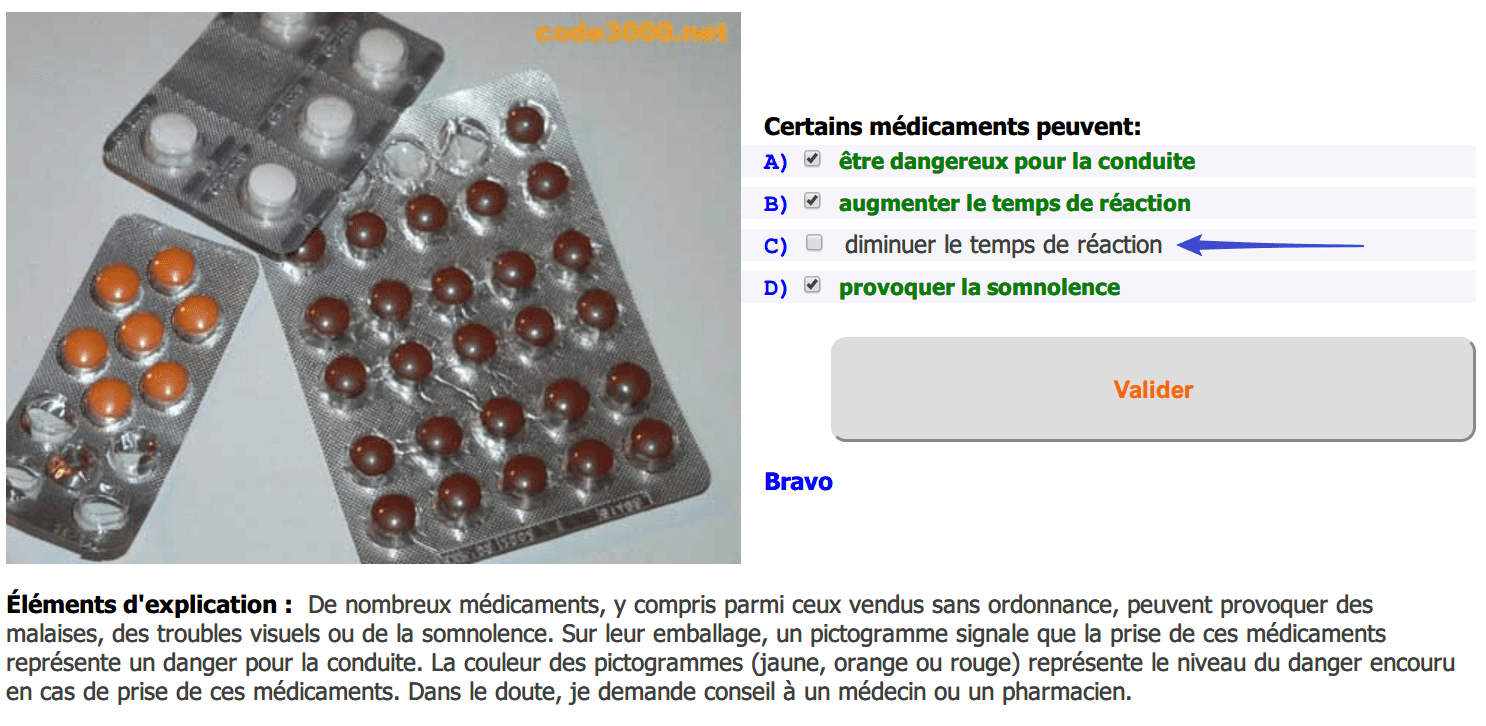 code3000.net
Certains médicaments peuvent:
A) être dangereux pour la conduite
B) augmenter le temps de réaction
C) diminuer le temps de réaction
D) provoquer la somnolence
Valider
Bravo
Éléments d'explication : De nombreux médicaments, y compris parmi ceux vendus sans ordonnance, peuvent provoquer des
malaises, des troubles visuels ou de la somnolence. Sur leur emballage, un pictogramme signale que la prise de ces médicaments
représente un danger pour la conduite. La couleur des pictogrammes (jaune, orange ou rouge) représente le niveau du danger encouru
en cas de prise de ces médicaments. Dans le doute, je demande conseil à un médecin ou un pharmacien.